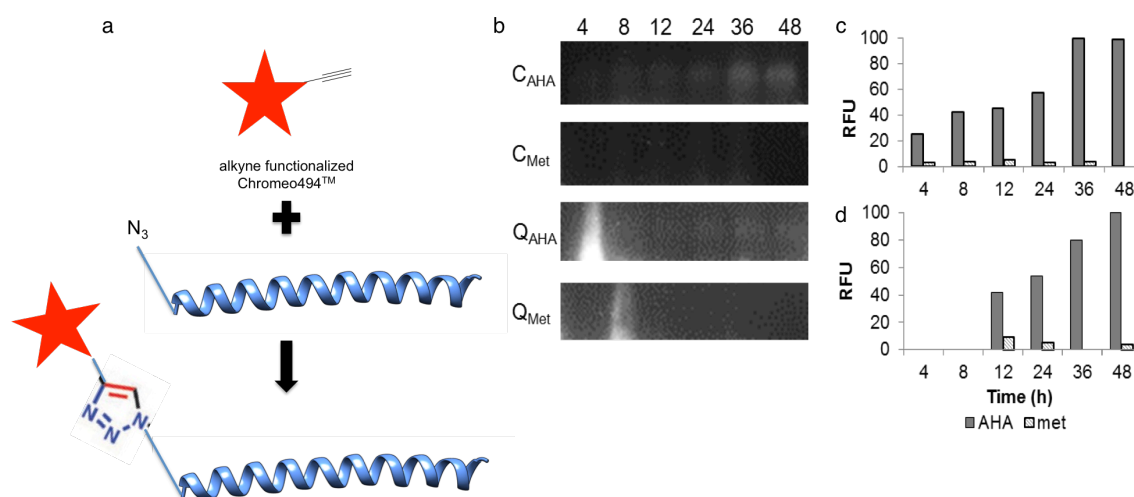 a
alkyne functionalized
Chromeo494™
N3
N
N
N
b
4 8 12 24 36 48
CAHA
CMet
QAHA
QMet
c
100
80
60
40
20
0
RFU
4 8 12 24 36 48
d
100
80
60
40
20
0
RFU
4 8 12 24 36 48
Time (h)
AHA met